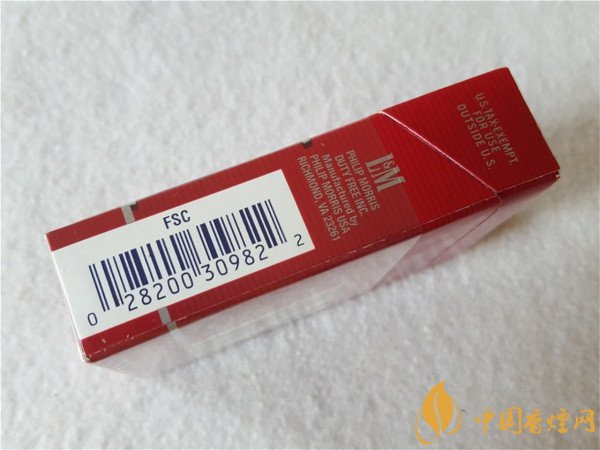 U.S. TAX-EXEMPT
FOR USE
OUTSIDE U.S.
L&M
PHILIP MORRIS
DUTY FREE INC.
Manufactured by
PHILIP MORRIS USA
RICHMOND, VA 23261
FSC
0 28200 30982 2
中国香烟网